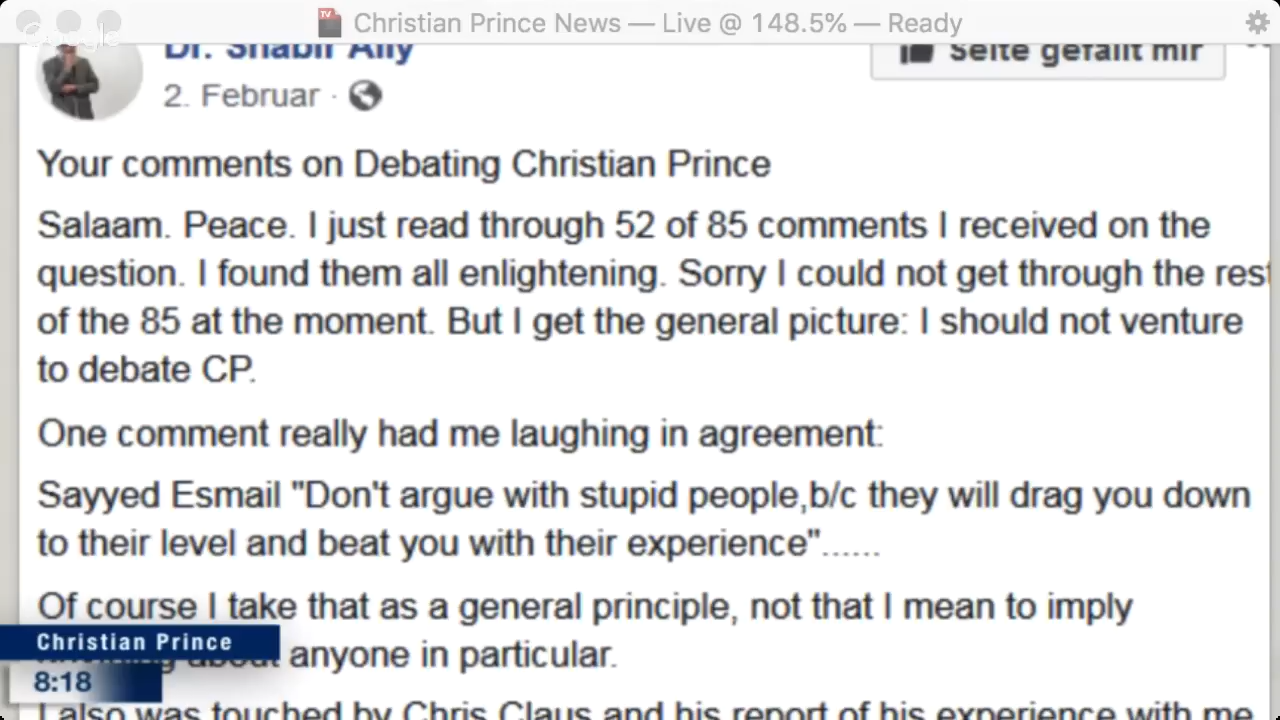 Christian Prince News — Live @ 148.5% — Ready
Google
Dr. Shabir Ally
Seite gefällt mir
2. Februar ·
Your comments on Debating Christian Prince
Salaam. Peace. I just read through 52 of 85 comments I received on the
question. I found them all enlightening. Sorry I could not get through the rest
of the 85 at the moment. But I get the general picture: I should not venture
to debate CP.
One comment really had me laughing in agreement:
Sayyed Esmail "Don't argue with stupid people,b/c they will drag you down
to their level and beat you with their experience"......
Of course I take that as a general principle, not that I mean to imply
about anyone in particular.
Christian Prince
8:18
I also was touched by Chris Claus and his report of his experience with me